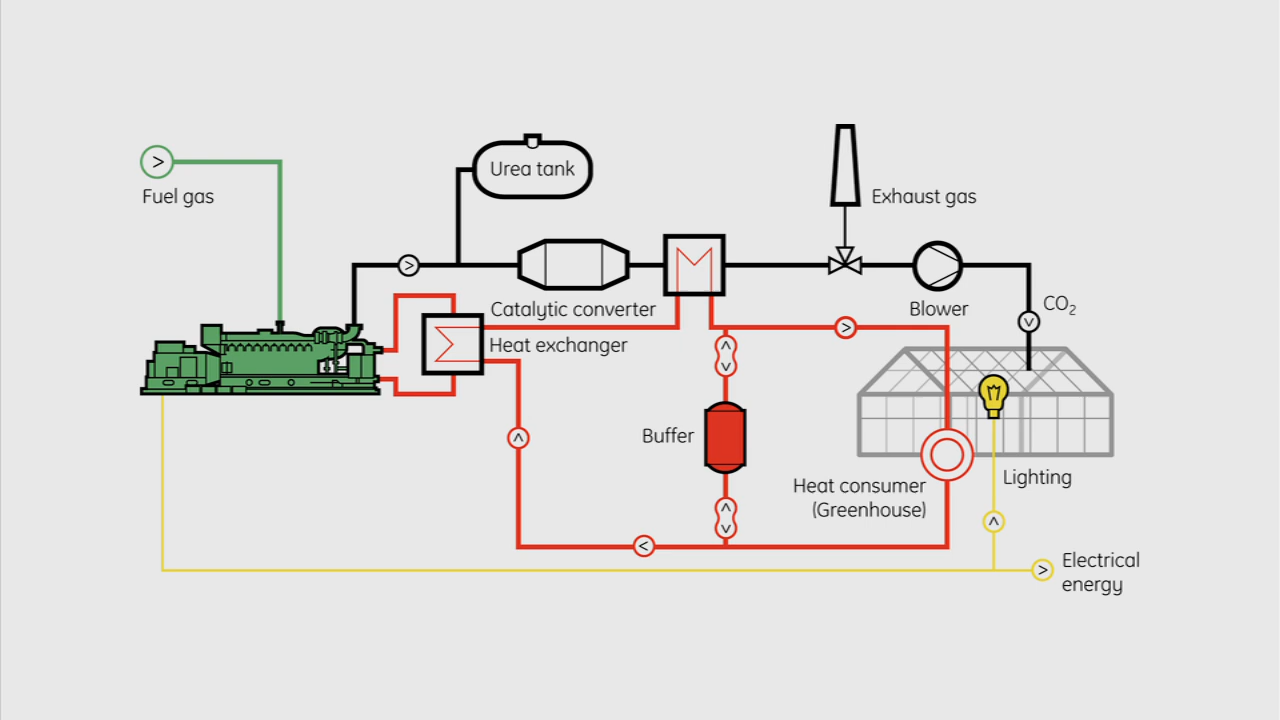 Urea tank
Fuel gas
Exhaust gas
Catalytic converter
Blower
CO₂
Heat exchanger
Buffer
Heat consumer
(Greenhouse)
Lighting
Electrical
energy